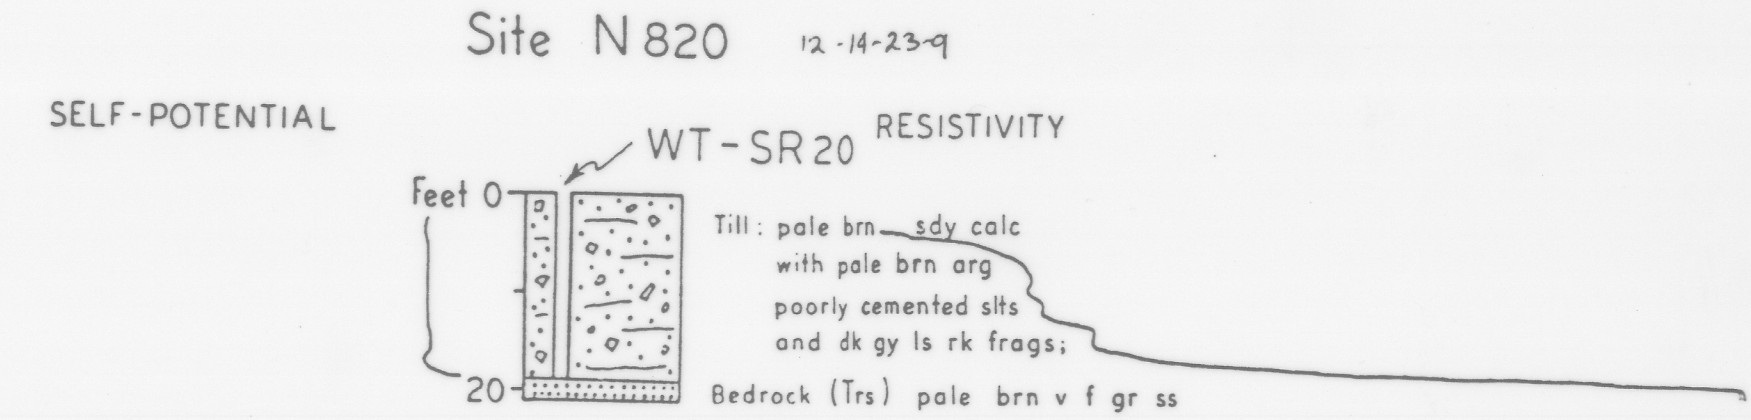 Site N820 12-14-23-9
SELF-POTENTIAL
WT-SR20
RESISTIVITY
Feet 0
Till: pale brn sdy calc
with pale brn arg
poorly cemented slts
and dk gy ls rk frags;
20
Bedrock (Trs) pale brn v f gr ss